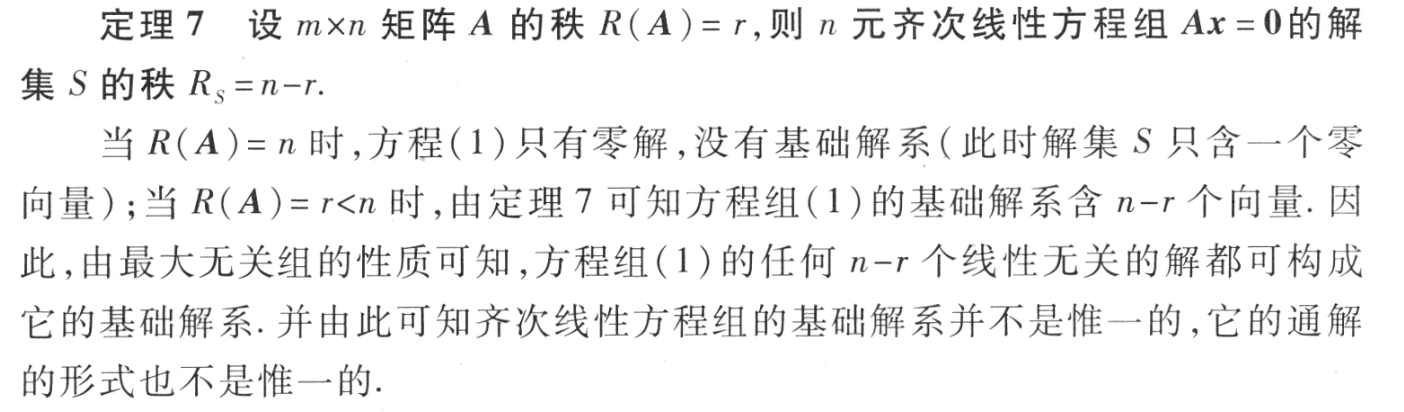 定理 7 设 m×n 矩阵 A 的秩 R(A)= r,则 n 元齐次线性方程组 Ax = 0的解
集 S 的秩 R_S = n-r.
当 R(A)= n 时,方程(1)只有零解,没有基础解系(此时解集 S 只含一个零
向量);当 R(A)= r<n 时,由定理 7 可知方程组(1)的基础解系含 n-r 个向量. 因
此,由最大无关组的性质可知,方程组(1)的任何 n-r 个线性无关的解都可构成
它的基础解系. 并由此可知齐次线性方程组的基础解系并不是惟一的,它的通解
的形式也不是惟一的.